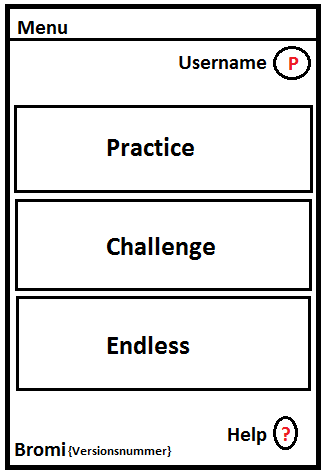 Menu
Username P
Practice
Challenge
Endless
Help ?
Bromi {Versionsnummer}